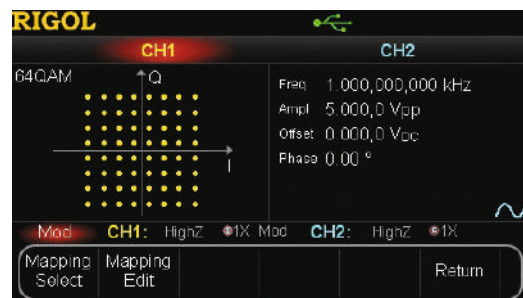 RIGOL
CH1 CH2
64QAM Q I
Freq 1.000,000,000 kHz
Ampl 5.000,0 Vpp
Offset 0.000,0 VDC
Phase 0.00 °
Mod CH1: HighZ 1X Mod CH2: HighZ 1X
Mapping Select
Mapping Edit
Return